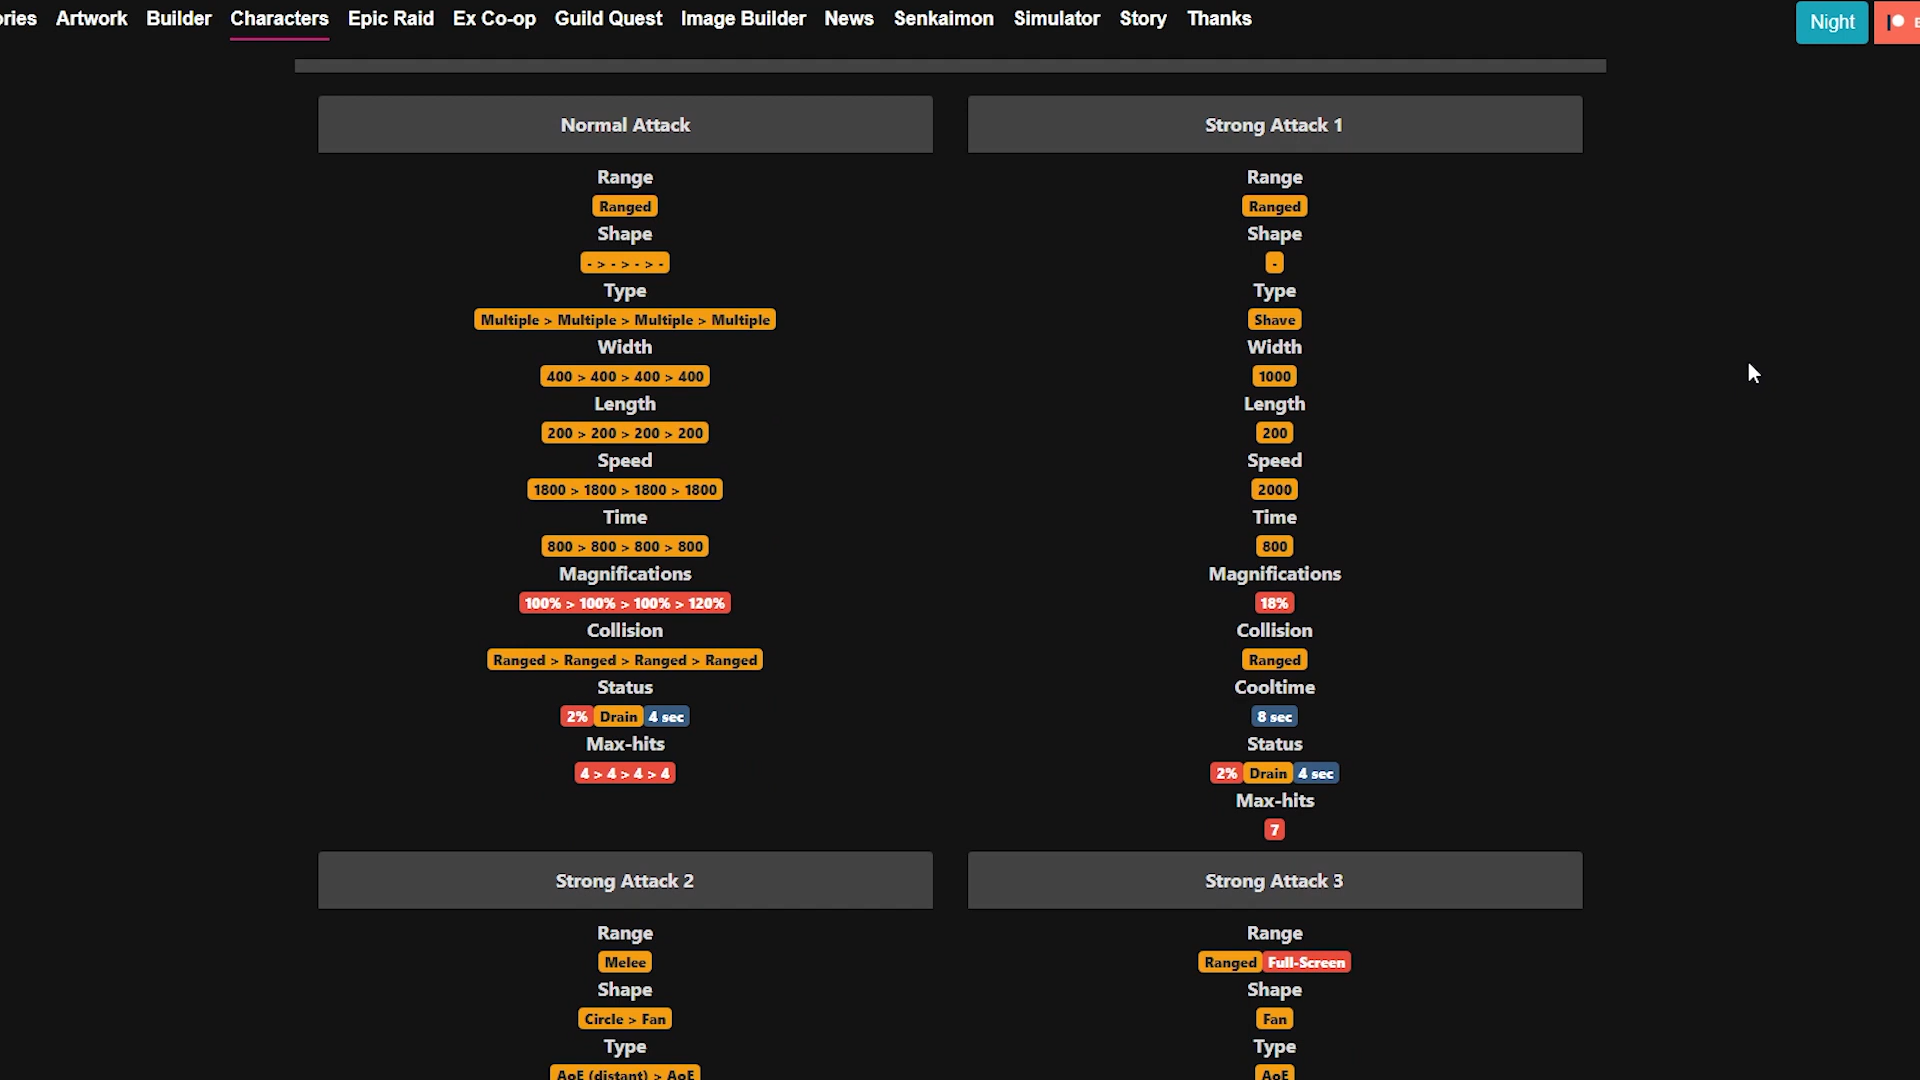 ories Artwork Builder Characters Epic Raid Ex Co-op Guild Quest Image Builder News Senkaimon Simulator Story Thanks Night
Normal Attack
Range
Ranged
Shape
- > - > - > -
Type
Multiple > Multiple > Multiple > Multiple
Width
400 > 400 > 400 > 400
Length
200 > 200 > 200 > 200
Speed
1800 > 1800 > 1800 > 1800
Time
800 > 800 > 800 > 800
Magnifications
100% > 100% > 100% > 120%
Collision
Ranged > Ranged > Ranged > Ranged
Status
2% Drain 4 sec
Max-hits
4 > 4 > 4 > 4
Strong Attack 1
Range
Ranged
Shape
-
Type
Shave
Width
1000
Length
200
Speed
2000
Time
800
Magnifications
18%
Collision
Ranged
Cooltime
8 sec
Status
2% Drain 4 sec
Max-hits
7
Strong Attack 2
Range
Melee
Shape
Circle > Fan
Type
AoE (distant) > AoE
Strong Attack 3
Range
Ranged Full-Screen
Shape
Fan
Type
AoE